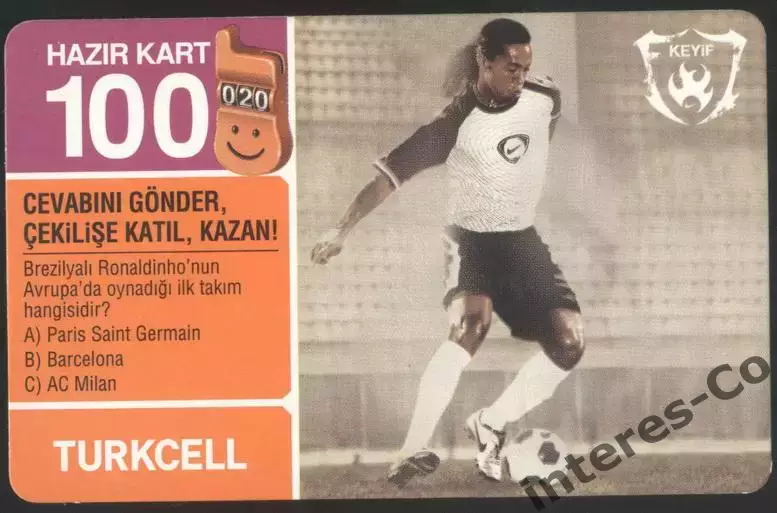 HAZIR KART
100
020
CEVABINI GÖNDER,
ÇEKİLİŞE KATIL, KAZAN!
Brezilyalı Ronaldinho'nun
Avrupa'da oynadığı ilk takım
hangisidir?
A) Paris Saint Germain
B) Barcelona
C) AC Milan
TURKCELL
KEYİF
interes-Co